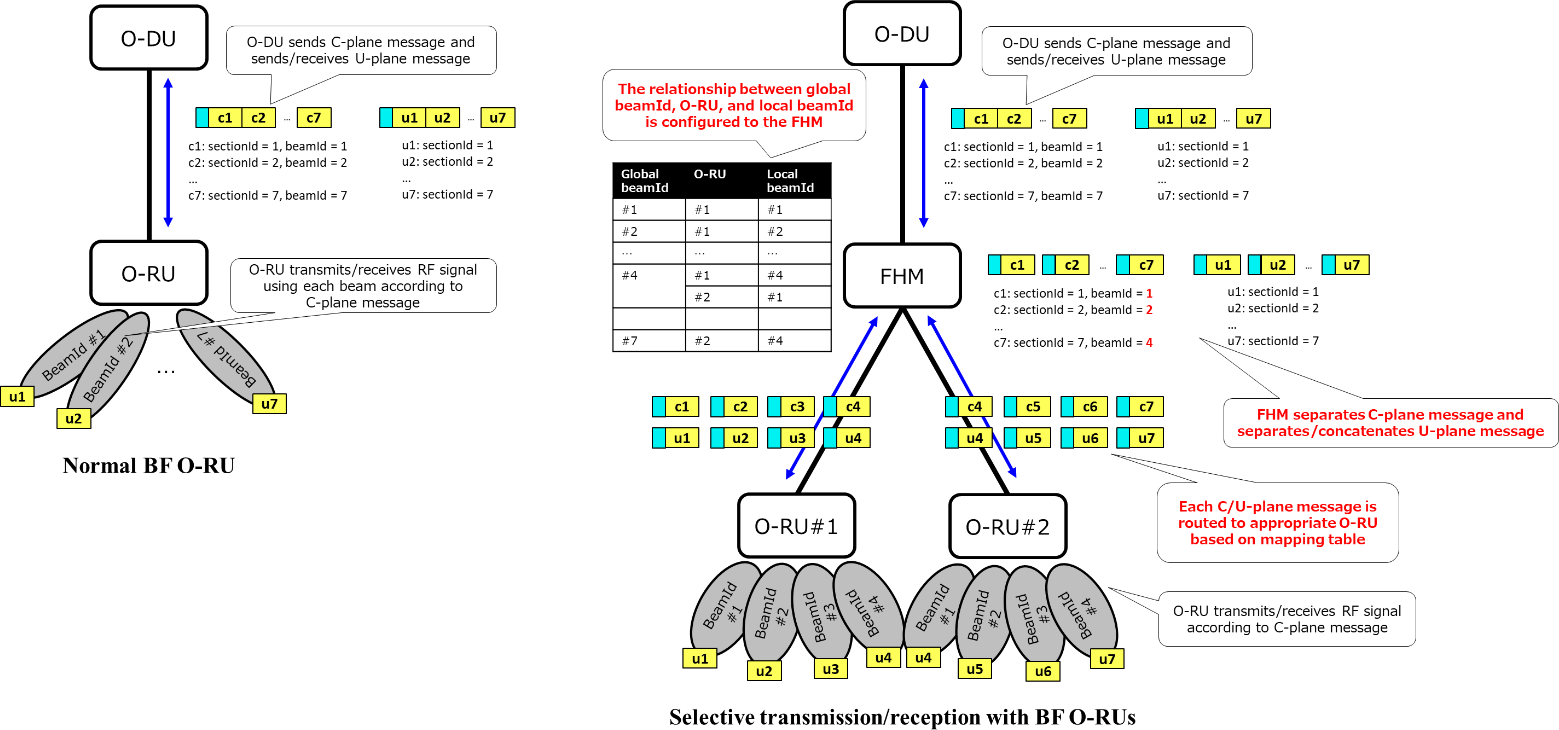 O-DU
O-DU sends C-plane message and
sends/receives U-plane message
c1 c2 ... c7
u1 u2 ... u7
c1: sectionId = 1, beamId = 1
c2: sectionId = 2, beamId = 2
...
c7: sectionId = 7, beamId = 7
u1: sectionId = 1
u2: sectionId = 2
...
u7: sectionId = 7
O-RU
O-RU transmits/receives RF signal
using each beam according to
C-plane message
BeamId #1
BeamId #2
...
BeamId #7
u1
u2
u7
Normal BF O-RU
O-DU
O-DU sends C-plane message and
sends/receives U-plane message
The relationship between global
beamId, O-RU, and local beamId
is configured to the FHM
c1 c2 ... c7
u1 u2 ... u7
c1: sectionId = 1, beamId = 1
c2: sectionId = 2, beamId = 2
...
c7: sectionId = 7, beamId = 7
u1: sectionId = 1
u2: sectionId = 2
...
u7: sectionId = 7
Global beamId O-RU Local beamId
#1 #1 #1
#2 #1 #2
... ... ...
#4 #1 #4
#2 #1
#7 #2 #4
FHM
c1 c2 ... c7
u1 u2 ... u7
c1: sectionId = 1, beamId = 1
c2: sectionId = 2, beamId = 2
...
c7: sectionId = 7, beamId = 4
u1: sectionId = 1
u2: sectionId = 2
...
u7: sectionId = 7
FHM separates C-plane message and
separates/concatenates U-plane message
c1 c2 c3 c4
u1 u2 u3 u4
c4 c5 c6 c7
u4 u5 u6 u7
Each C/U-plane message is
routed to appropriate O-RU
based on mapping table
O-RU#1
O-RU#2
BeamId #1
BeamId #2
BeamId #3
BeamId #4
BeamId #1
BeamId #2
BeamId #3
BeamId #4
u1 u2 u3 u4
u4 u5 u6 u7
O-RU transmits/receives RF signal
according to C-plane message
Selective transmission/reception with BF O-RUs